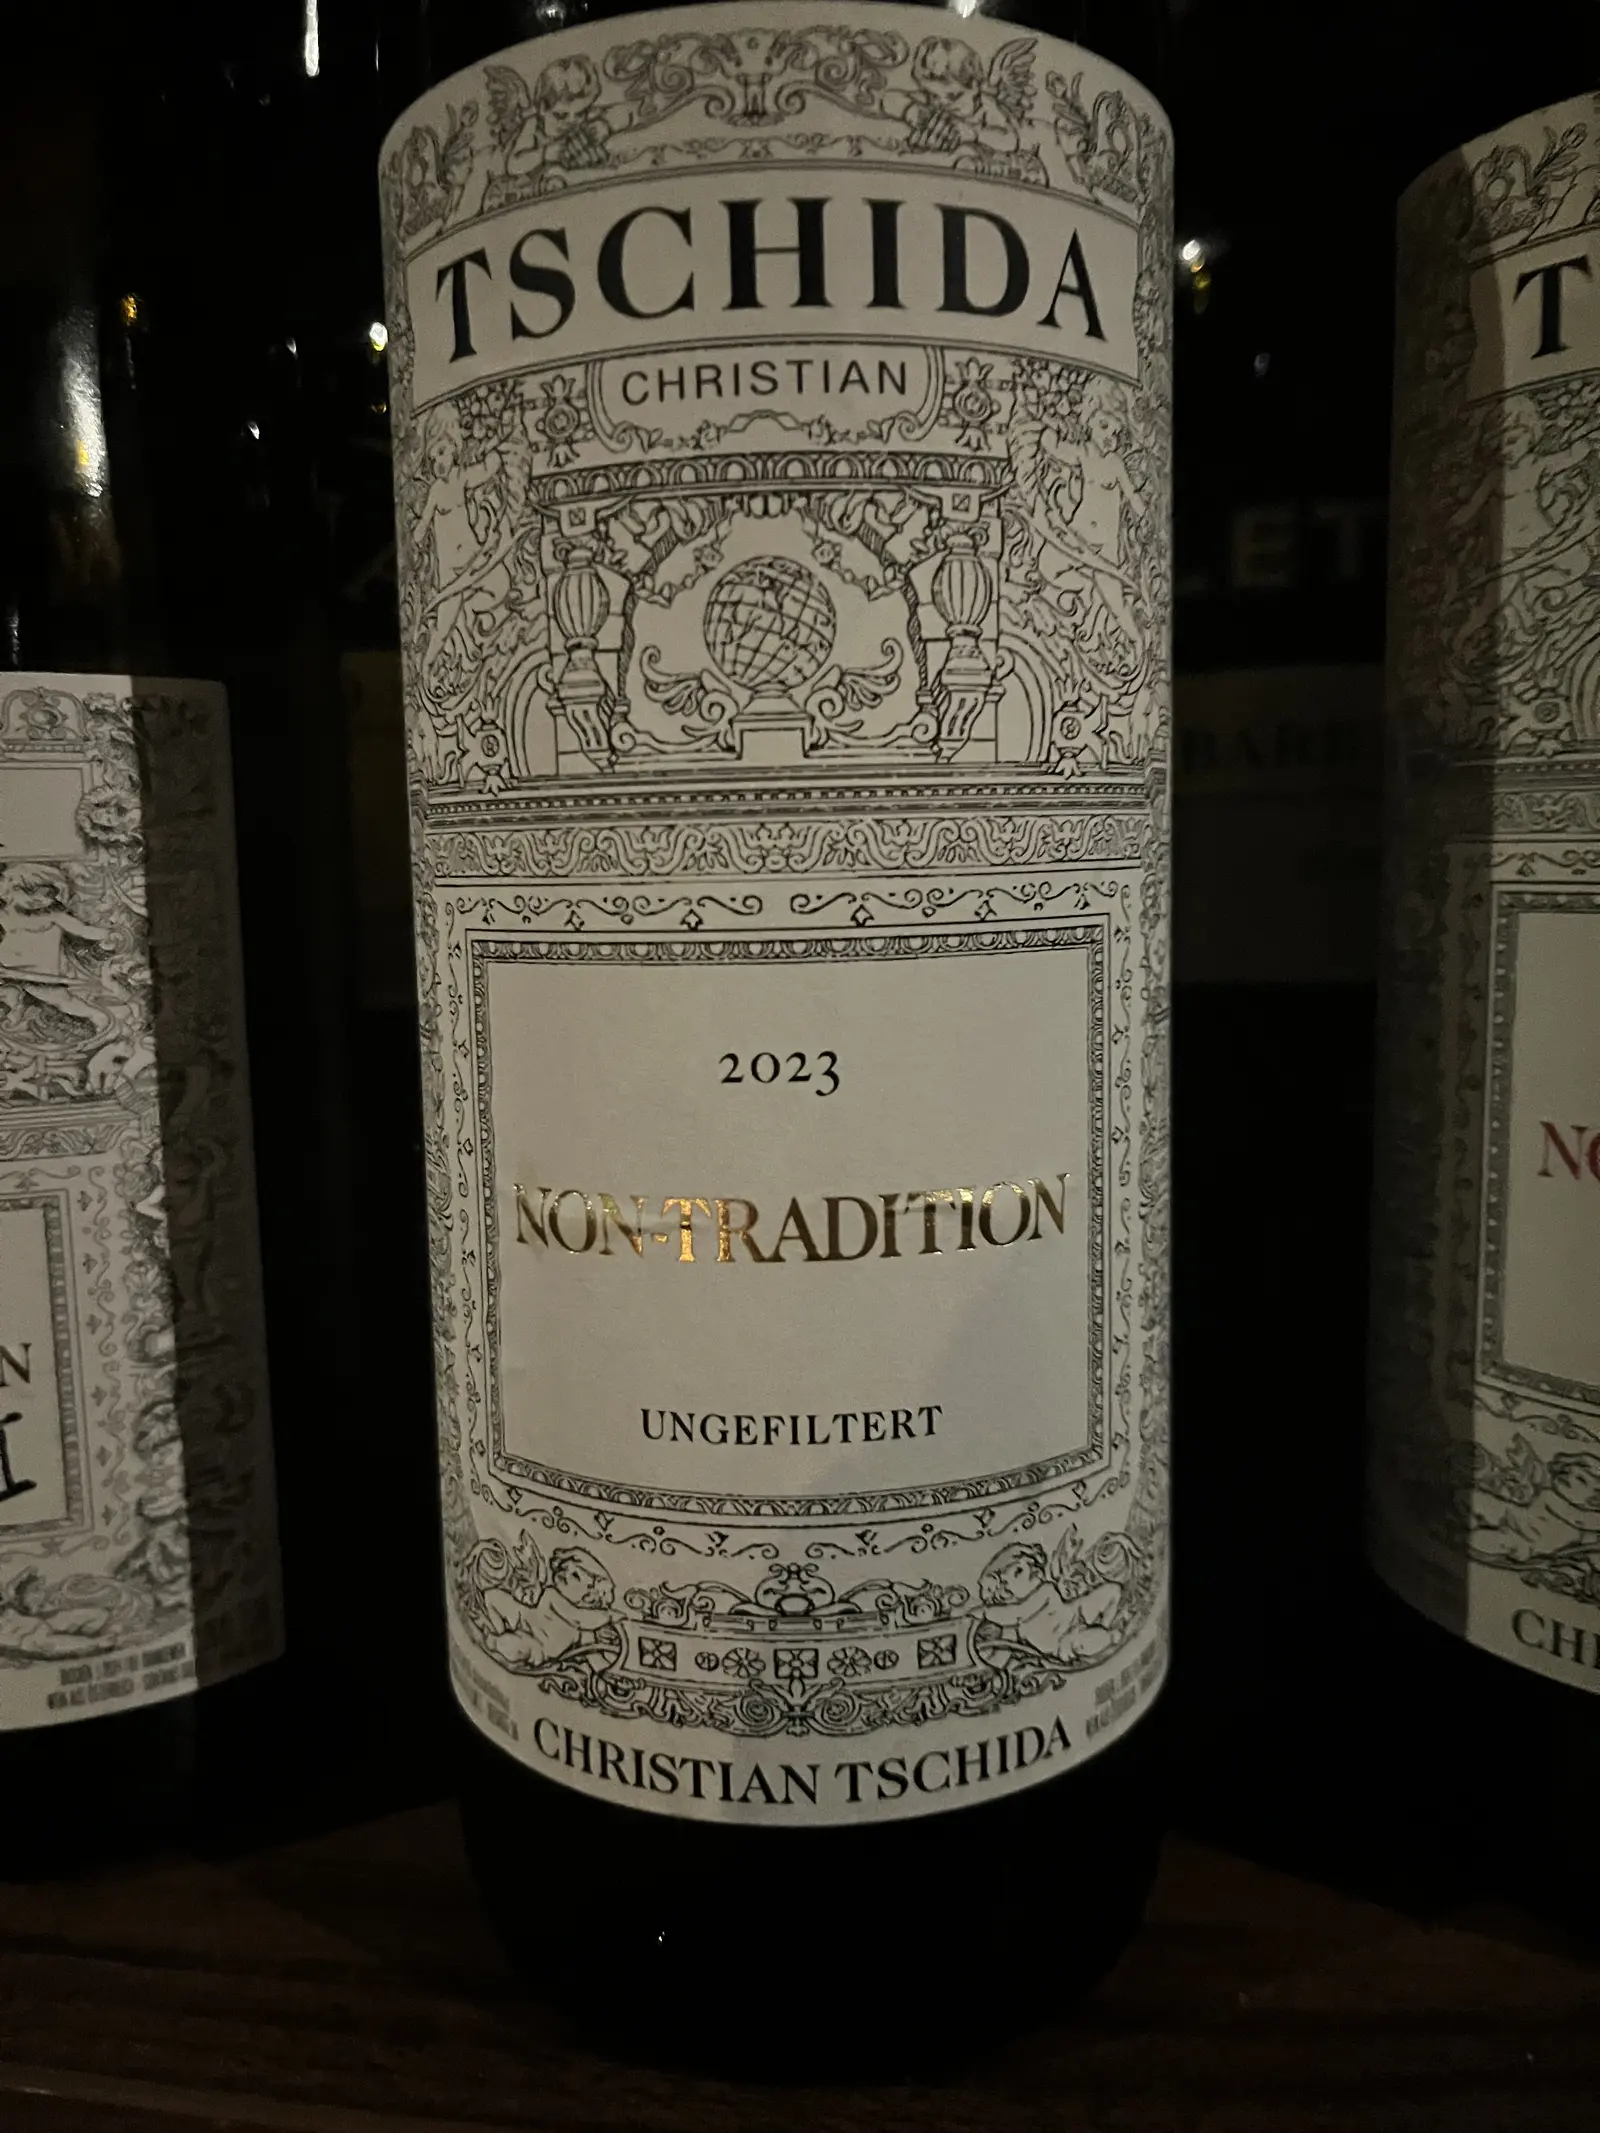 TSCHIDA
CHRISTIAN
2023
NON-TRADITION
UNGEFILTERT
CHRISTIAN TSCHIDA